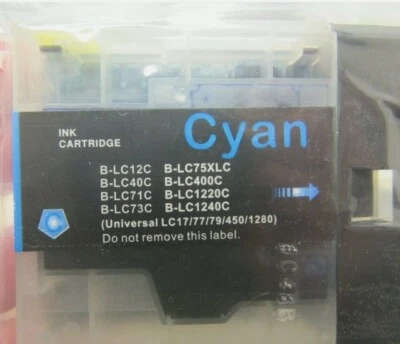 INK
CARTRIDGE
Cyan
B-LC12C B-LC75XLC
B-LC40C B-LC400C
B-LC71C B-LC1220C
B-LC73C B-LC1240C
(Universal LC17/77/79/450/1280)
Do not remove this label.